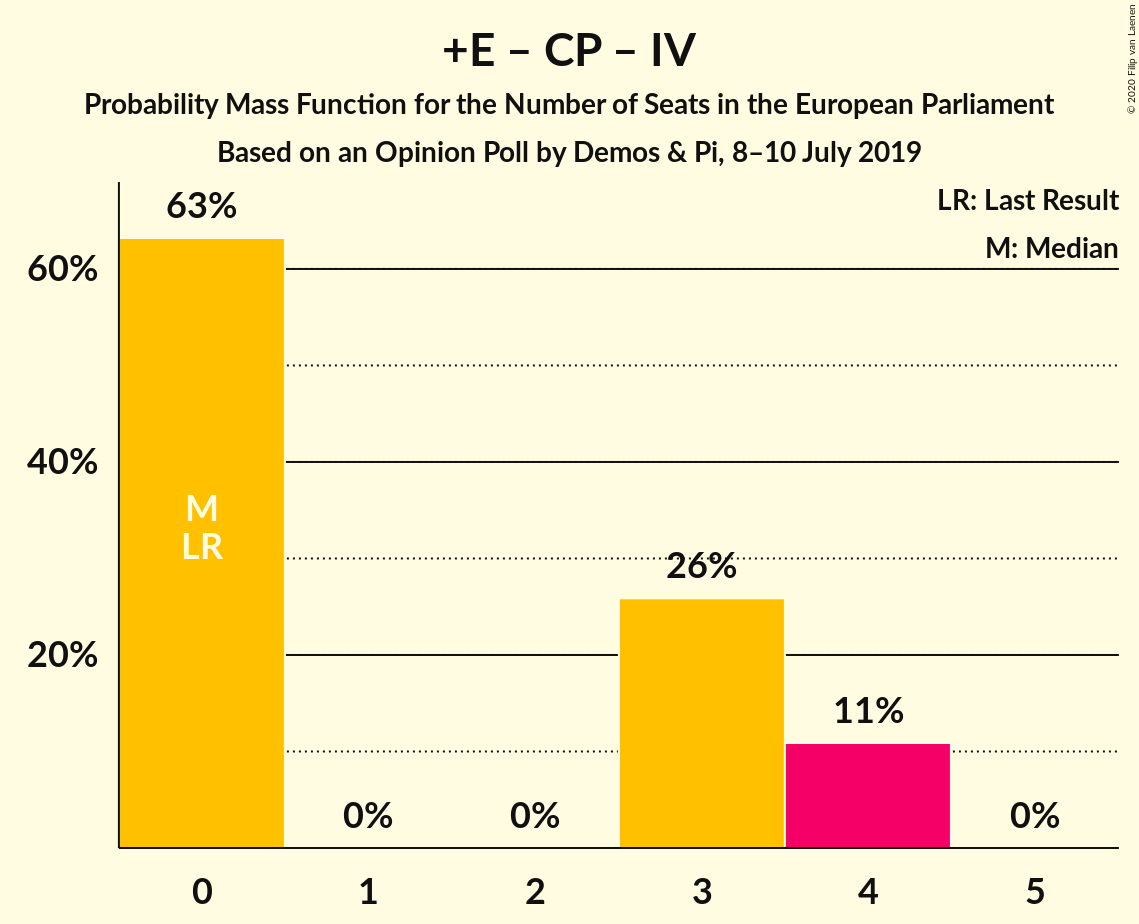 +E – CP – IV
Probability Mass Function for the Number of Seats in the European Parliament
Based on an Opinion Poll by Demos & Pi, 8–10 July 2019
© 2020 Filip van Laenen
LR: Last Result
M: Median
63%
60%
40%
20%
M
LR
0%
0%
26%
11%
0%
0
1
2
3
4
5